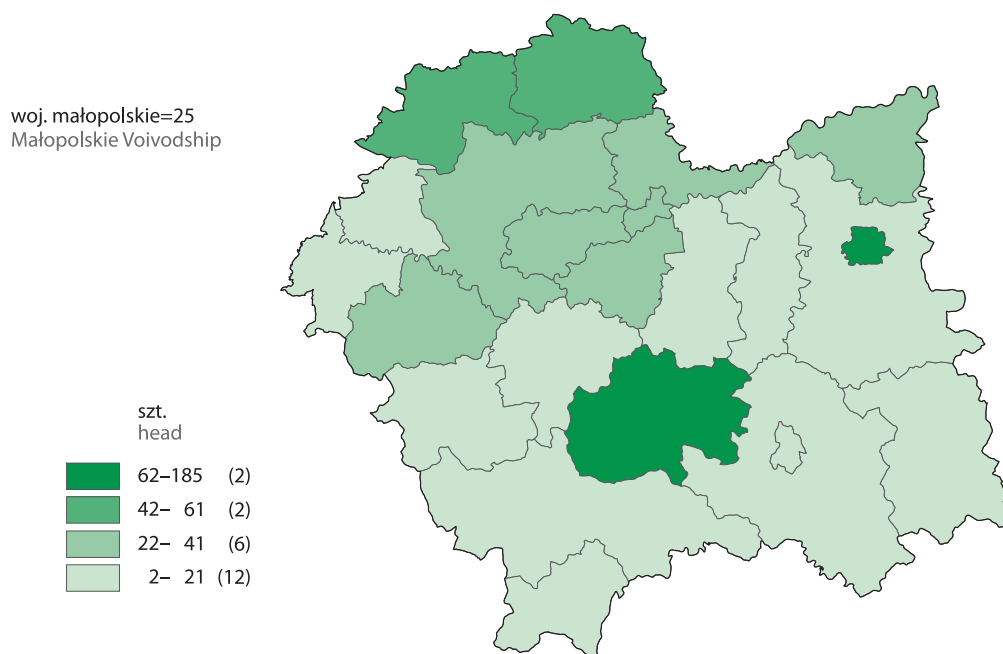 woj. małopolskie=25
Małopolskie Voivodship
szt.
head
62–185 (2)
42– 61 (2)
22– 41 (6)
2– 21 (12)